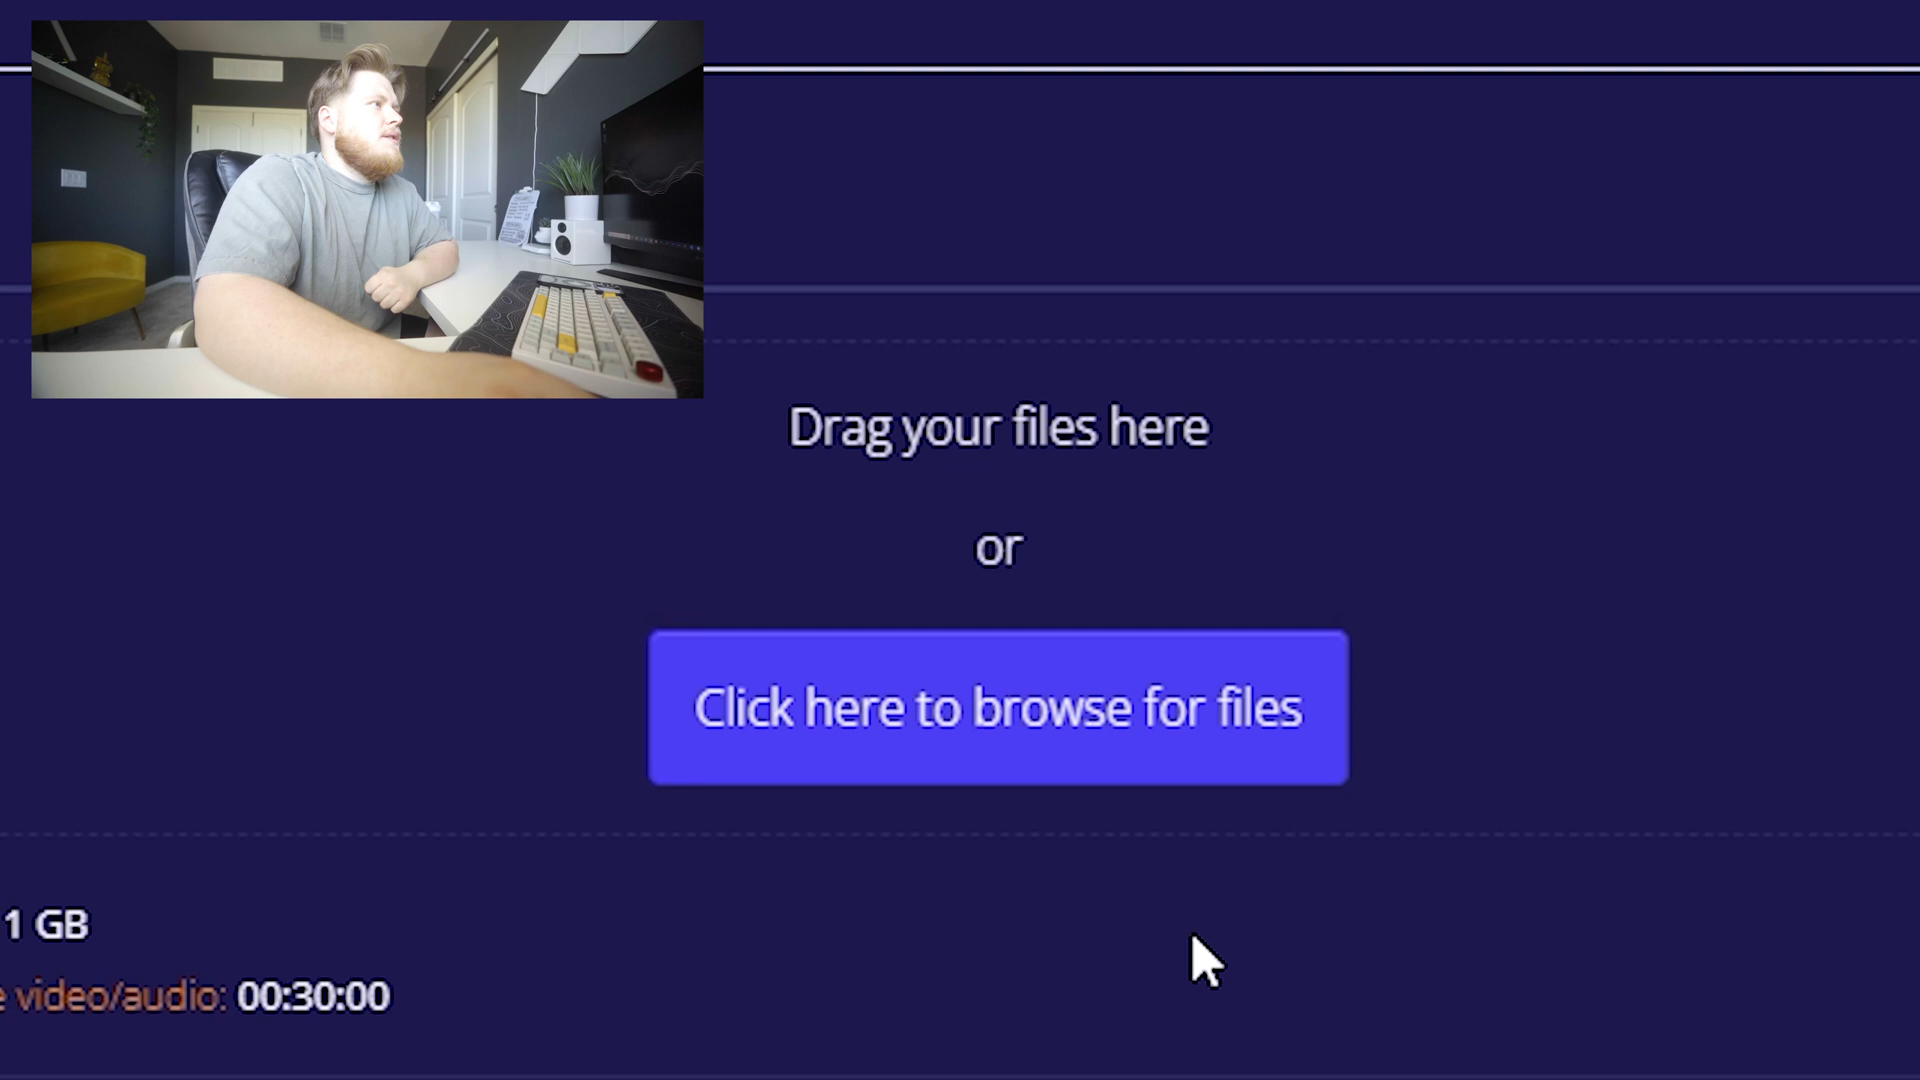 Drag your files here
or
Click here to browse for files
1 GB
video/audio: 00:30:00